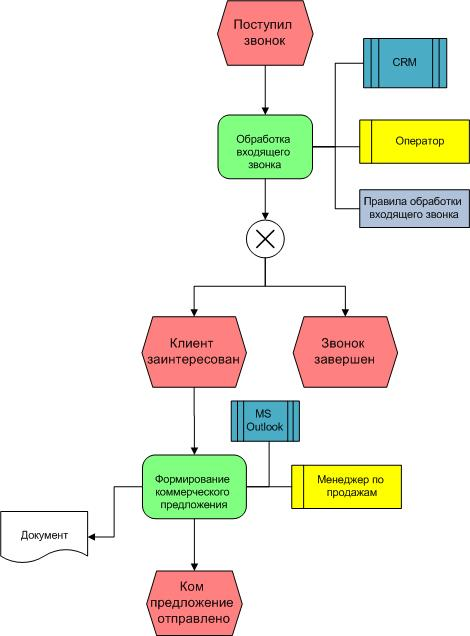 Поступил
звонок
CRM
Обработка
входящего
звонка
Оператор
Правила обработки
входящего звонка
Клиент
заинтересован
Звонок
завершен
MS
Outlook
Формирование
коммерческого
предложения
Менеджер по
продажам
Документ
Ком
предложение
отправлено